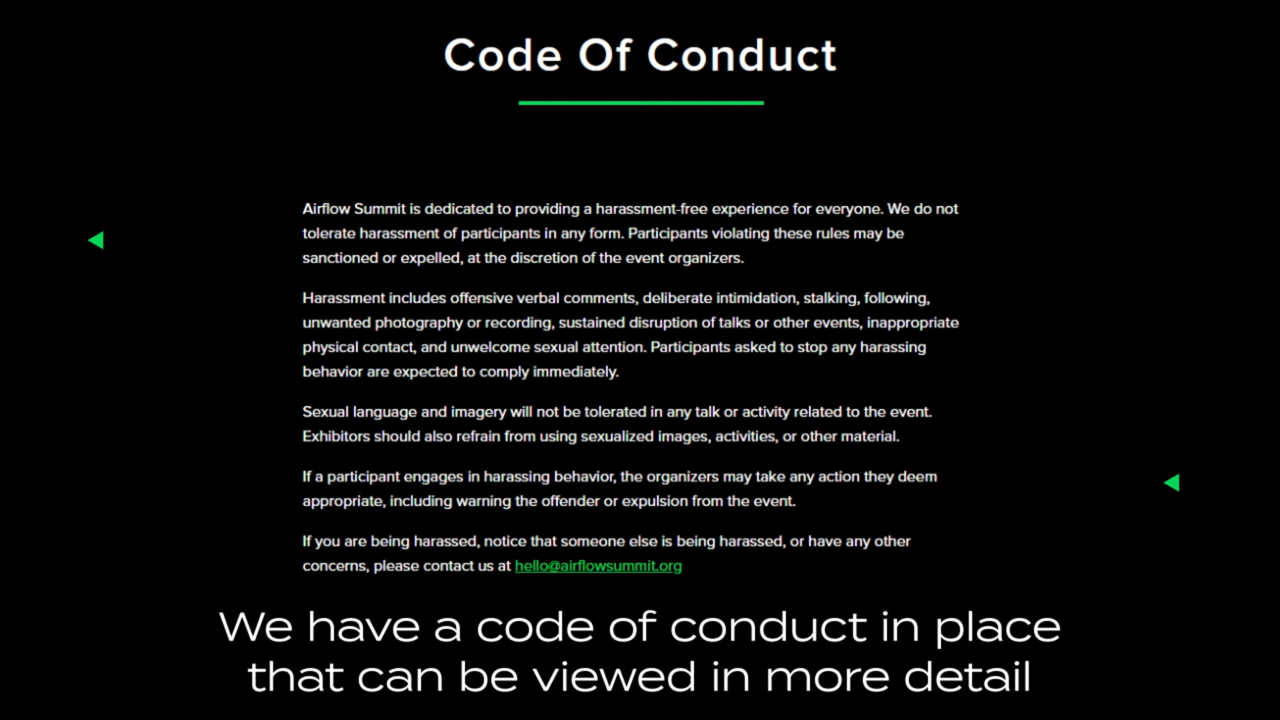 Code Of Conduct
Airflow Summit is dedicated to providing a harassment-free experience for everyone. We do not
tolerate harassment of participants in any form. Participants violating these rules may be
sanctioned or expelled, at the discretion of the event organizers.
Harassment includes offensive verbal comments, deliberate intimidation, stalking, following,
unwanted photography or recording, sustained disruption of talks or other events, inappropriate
physical contact, and unwelcome sexual attention. Participants asked to stop any harassing
behavior are expected to comply immediately.
Sexual language and imagery will not be tolerated in any talk or activity related to the event.
Exhibitors should also refrain from using sexualized images, activities, or other material.
If a participant engages in harassing behavior, the organizers may take any action they deem
appropriate, including warning the offender or expulsion from the event.
If you are being harassed, notice that someone else is being harassed, or have any other
concerns, please contact us at hello@airflowsummit.org
We have a code of conduct in place
that can be viewed in more detail